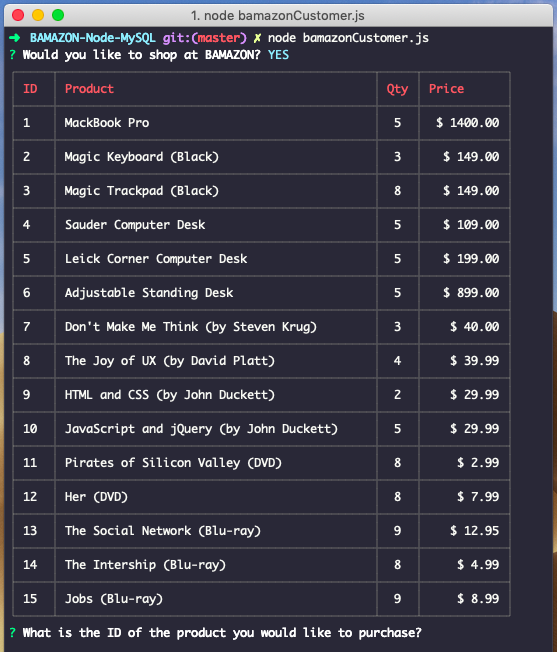 1. node bamazonCustomer.js
➜ BAMAZON-Node-MySQL git:(master) ✗ node bamazonCustomer.js
? Would you like to shop at BAMAZON? YES
ID Product Qty Price
1 MackBook Pro 5 $ 1400.00
2 Magic Keyboard (Black) 3 $ 149.00
3 Magic Trackpad (Black) 8 $ 149.00
4 Sauder Computer Desk 5 $ 109.00
5 Leick Corner Computer Desk 5 $ 199.00
6 Adjustable Standing Desk 5 $ 899.00
7 Don't Make Me Think (by Steven Krug) 3 $ 40.00
8 The Joy of UX (by David Platt) 4 $ 39.99
9 HTML and CSS (by John Duckett) 2 $ 29.99
10 JavaScript and jQuery (by John Duckett) 5 $ 29.99
11 Pirates of Silicon Valley (DVD) 8 $ 2.99
12 Her (DVD) 8 $ 7.99
13 The Social Network (Blu-ray) 9 $ 12.95
14 The Intership (Blu-ray) 8 $ 4.99
15 Jobs (Blu-ray) 9 $ 8.99
? What is the ID of the product you would like to purchase?